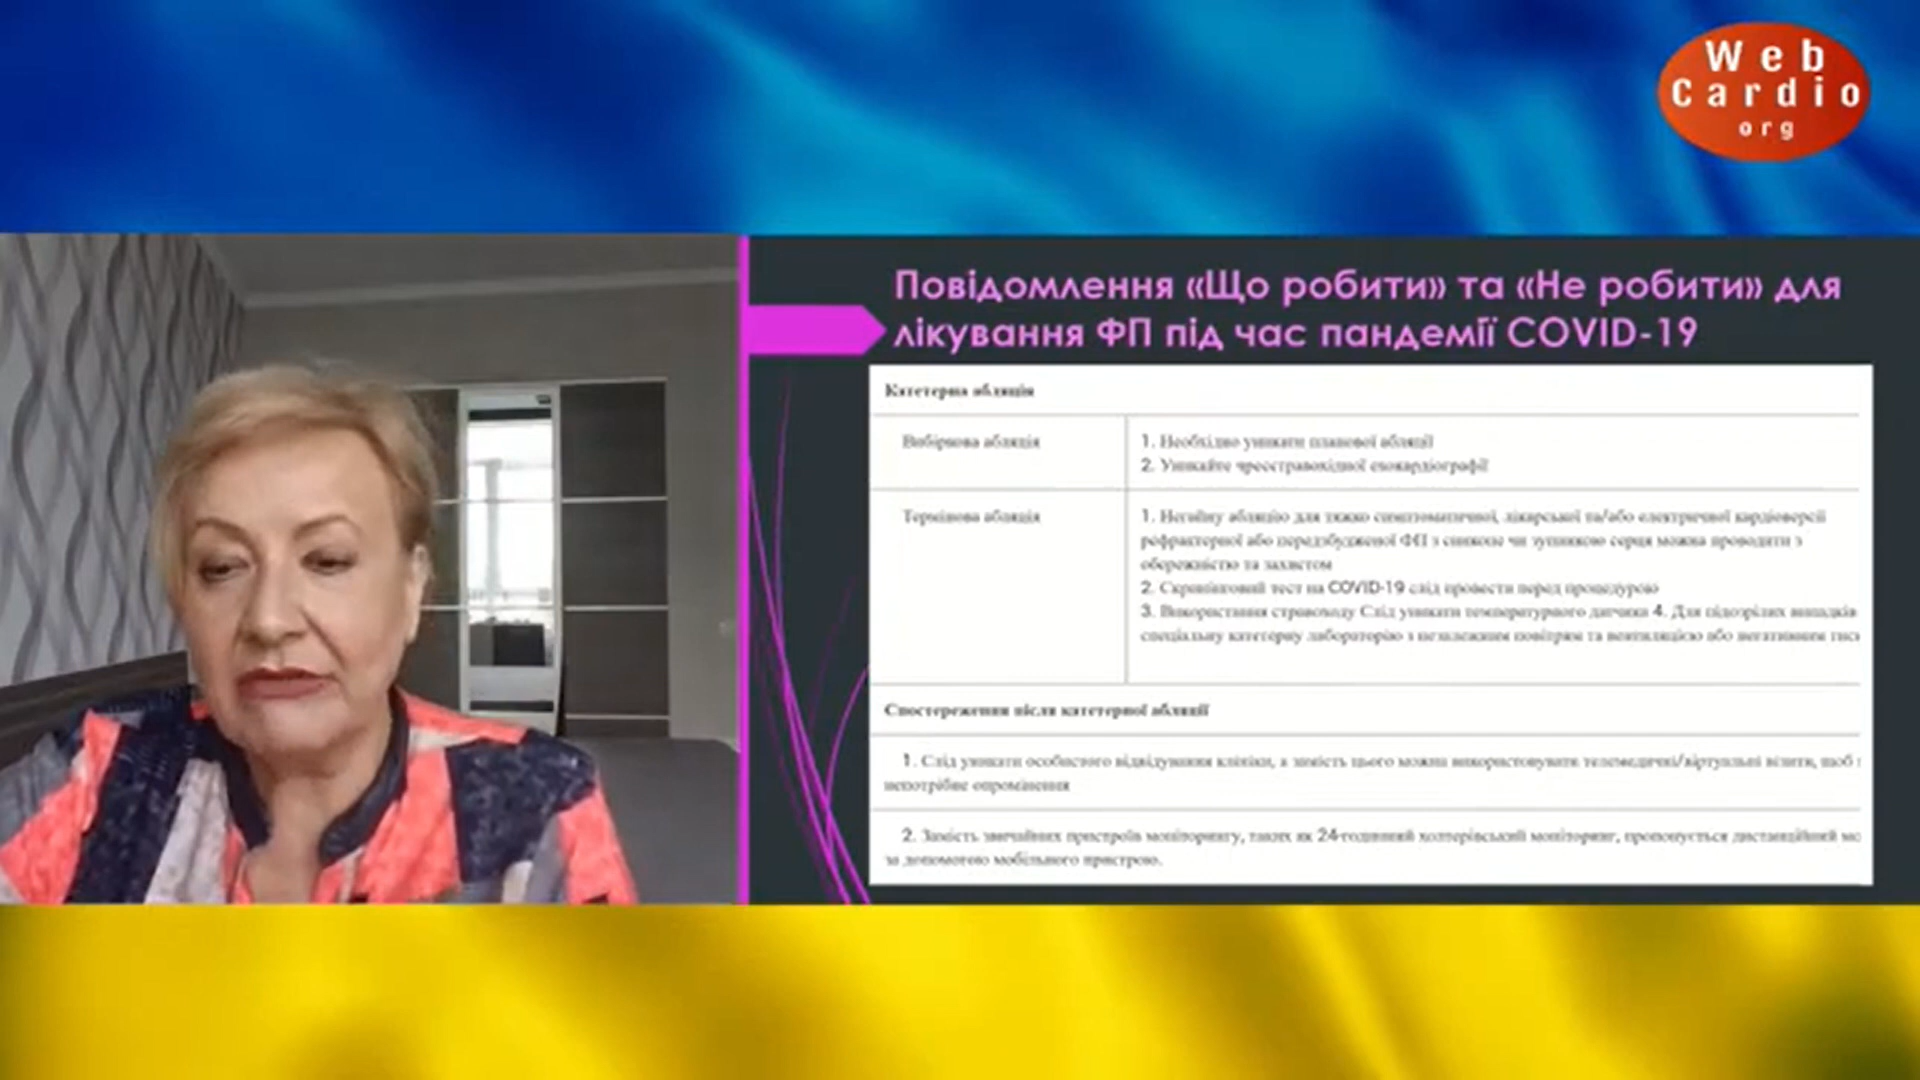 Web
Cardio
org
Повідомлення «Що робити» та «Не робити» для
лікування ФП під час пандемії COVID-19
Катетерна абляція
Вибіркова абляція
1. Необхідно уникати планової абляції
2. Уникайте чресстравохідної ехокардіографії
Термінова абляція
1. Негайну абляцію для тяжко симптоматичної, лікарської та/або електричної кардіоверсії
рефрактерної або передзбудженої ФП з синкопе чи зупинкою серця можна проводити з
обережністю та захистом
2. Скринінговий тест на COVID-19 слід провести перед процедурою
3. Використання стравоходу Слід уникати температурного датчика 4. Для підозрілих випадків
спеціальну катетерну лабораторію з незалежним повітрям та вентиляцією або негативним
Спостереження після катетерної абляції
1. Слід уникати особистого відвідування клініки, а замість цього можна використовувати телемедичні/віртуальні візити, щоб
непотрібне опромінення
2. Замість звичайних пристроїв моніторингу, таких як 24-годинний холтерівський моніторинг, пропонується дистанційний
за допомогою мобільного пристрою.